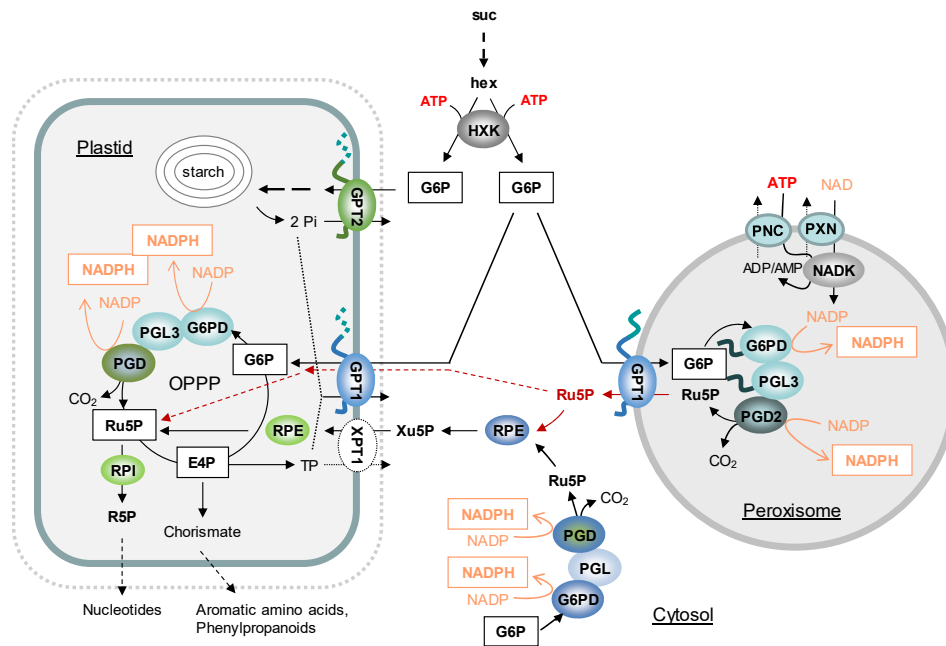 suc
hex
ATP
ATP
HXK
Plastid
starch
G6P
G6P
GPT2
2 Pi
ATP
NAD
NADPH
NADPH
PNC
PXN
NADP
NADP
ADP/AMP
NADK
PGL3
G6PD
PGD
G6P
GPT1
GPT1
G6P
G6PD
NADP
NADPH
OPPP
CO2
PGL3
Ru5P
Ru5P
Ru5P
PGD2
NADP
RPE
XPT1
Xu5P
RPE
CO2
NADPH
E4P
TP
RPI
Ru5P
CO2
R5P
Chorismate
NADPH
NADP
PGD
Peroxisome
PGL
NADPH
NADP
G6PD
Nucleotides
Aromatic amino acids,
Phenylpropanoids
G6P
Cytosol